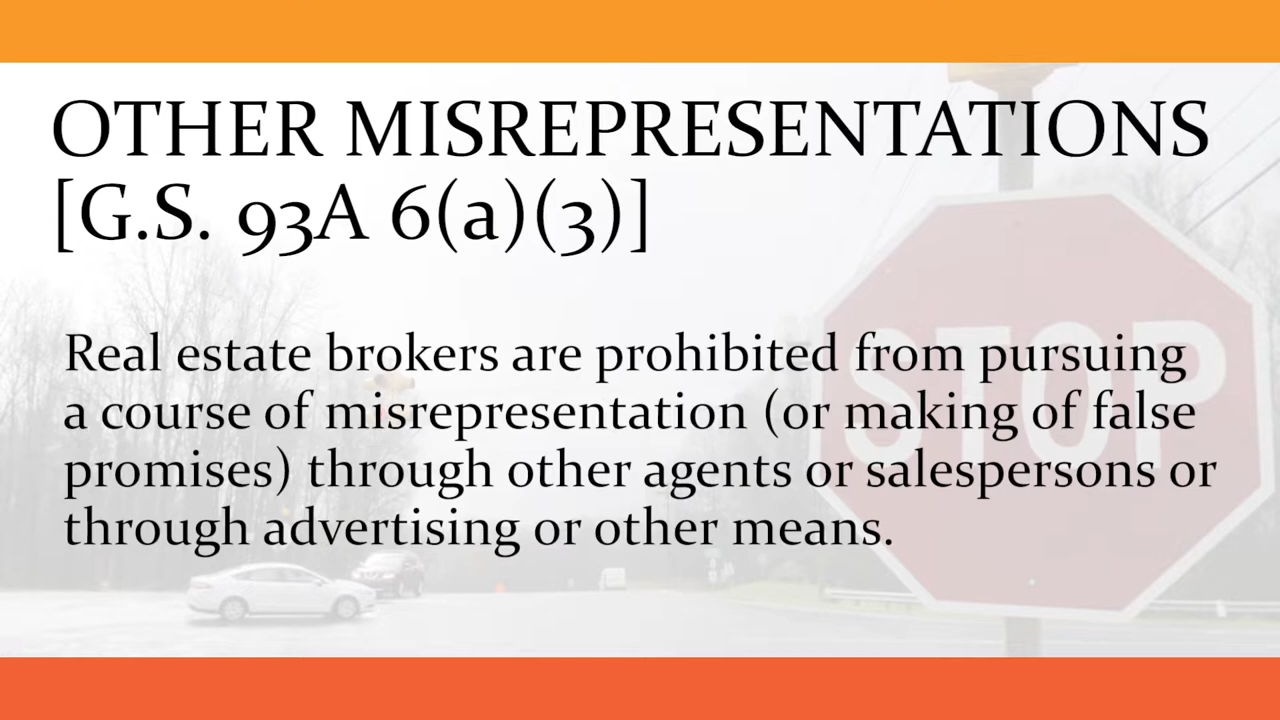 OTHER MISREPRESENTATIONS
[G.S. 93A 6(a)(3)]
Real estate brokers are prohibited from pursuing
a course of misrepresentation (or making of false
promises) through other agents or salespersons or
through advertising or other means.
STOP